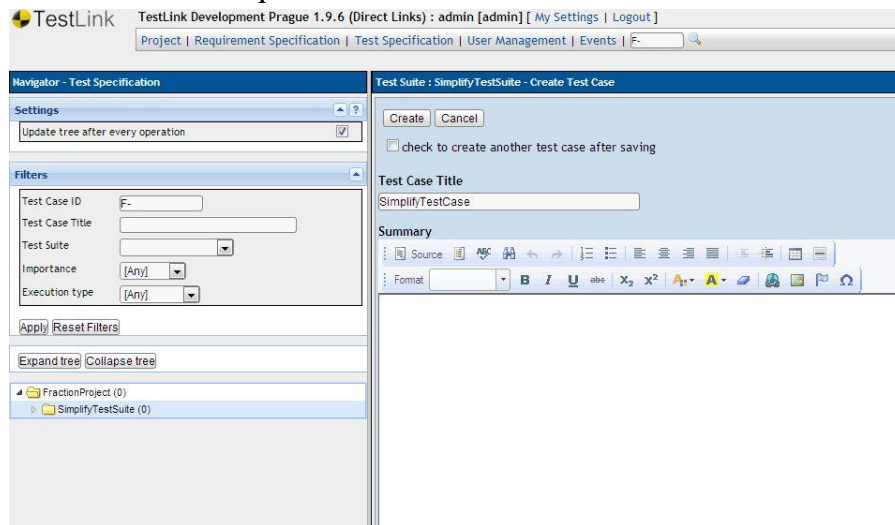 TestLink
TestLink Development Prague 1.9.6 (Direct Links) : admin [admin] [ My Settings | Logout ]
Project | Requirement Specification | Test Specification | User Management | Events | F-
Navigator - Test Specification
Settings
?
Update tree after every operation
Filters
Test Case ID F-
Test Case Title
Test Suite
Importance [Any]
Execution type [Any]
Apply Reset Filters
Expand tree Collapse tree
FractionProject (0)
SimplifyTestSuite (0)
Test Suite : SimplifyTestSuite - Create Test Case
Create Cancel
check to create another test case after saving
Test Case Title
SimplifyTestCase
Summary
Source ABC
Format B I U abc X₂ X² A A Ω